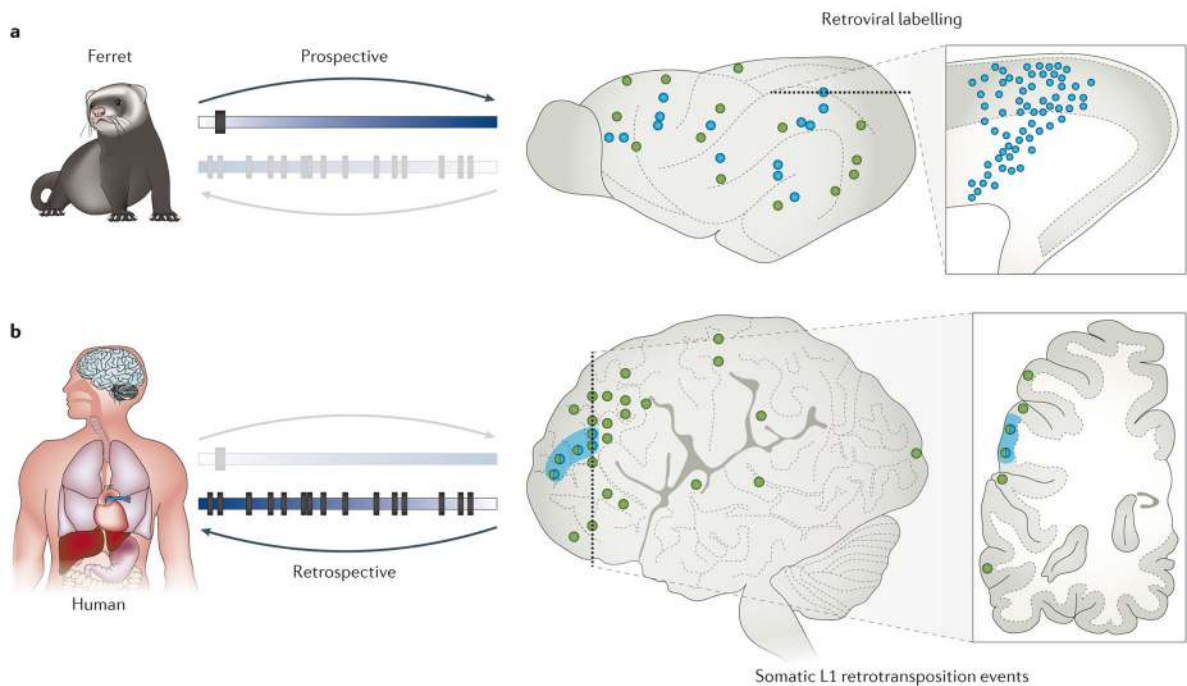 Retroviral labelling
a
Ferret
Prospective
b
Retrospective
Human
Somatic L1 retrotransposition events